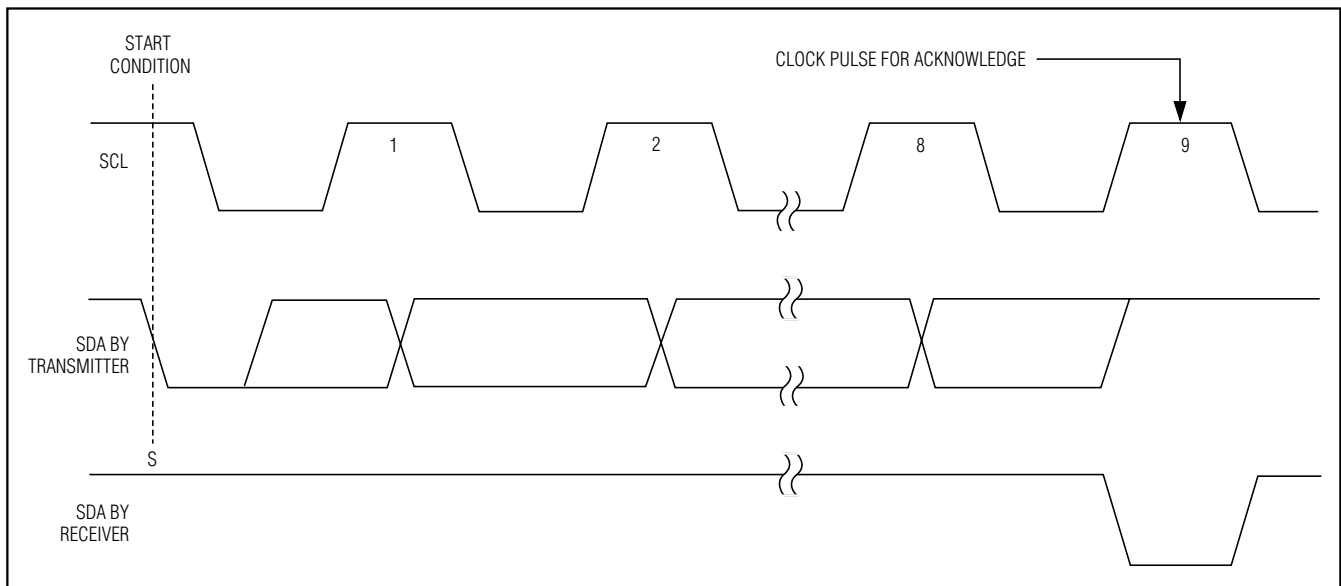 START
CONDITION
CLOCK PULSE FOR ACKNOWLEDGE
SCL
1
2
8
9
SDA BY
TRANSMITTER
S
SDA BY
RECEIVER